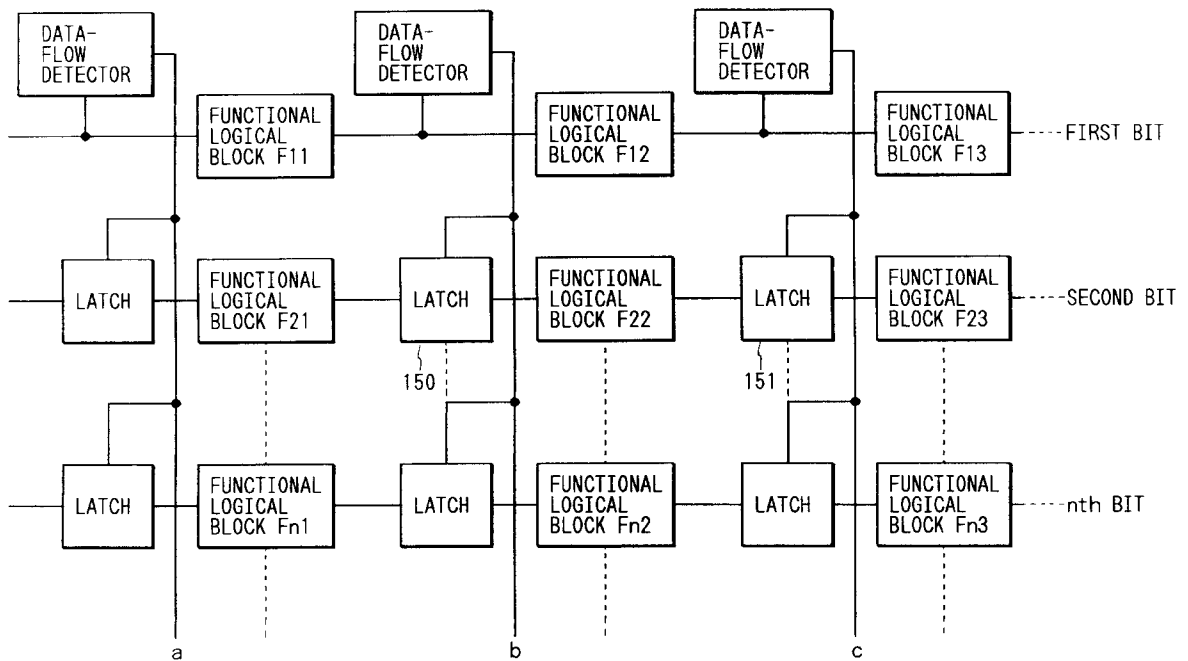 DATA-
FLOW
DETECTOR
DATA-
FLOW
DETECTOR
DATA-
FLOW
DETECTOR
FUNCTIONAL
LOGICAL
BLOCK F11
FUNCTIONAL
LOGICAL
BLOCK F12
FUNCTIONAL
LOGICAL
BLOCK F13
FIRST BIT
LATCH
FUNCTIONAL
LOGICAL
BLOCK F21
LATCH
FUNCTIONAL
LOGICAL
BLOCK F22
LATCH
FUNCTIONAL
LOGICAL
BLOCK F23
SECOND BIT
150
151
LATCH
FUNCTIONAL
LOGICAL
BLOCK Fn1
LATCH
FUNCTIONAL
LOGICAL
BLOCK Fn2
LATCH
FUNCTIONAL
LOGICAL
BLOCK Fn3
nth BIT
a
b
c